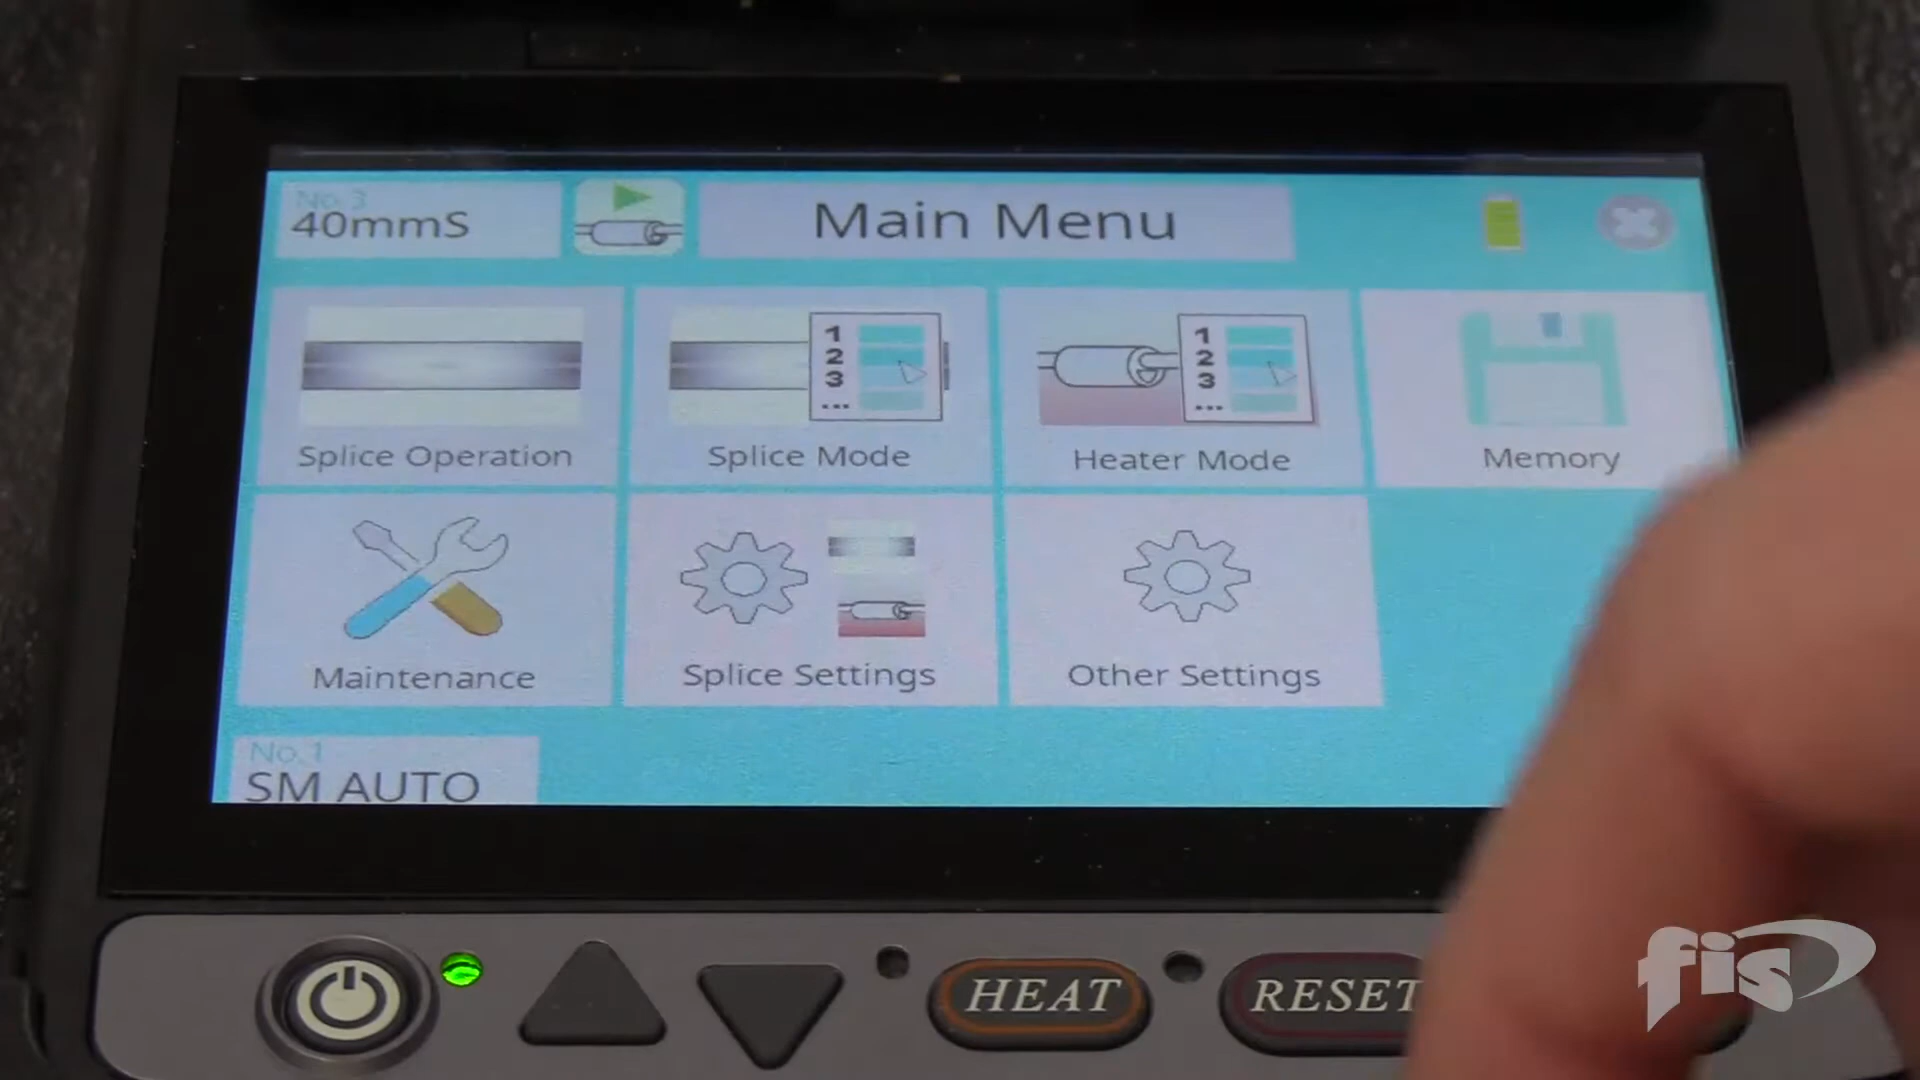 No.3
40mmS
Main Menu
1
2
3
...
1
2
3
...
Splice Operation
Splice Mode
Heater Mode
Memory
Maintenance
Splice Settings
Other Settings
No.1
SM AUTO
HEAT
RESET
fis